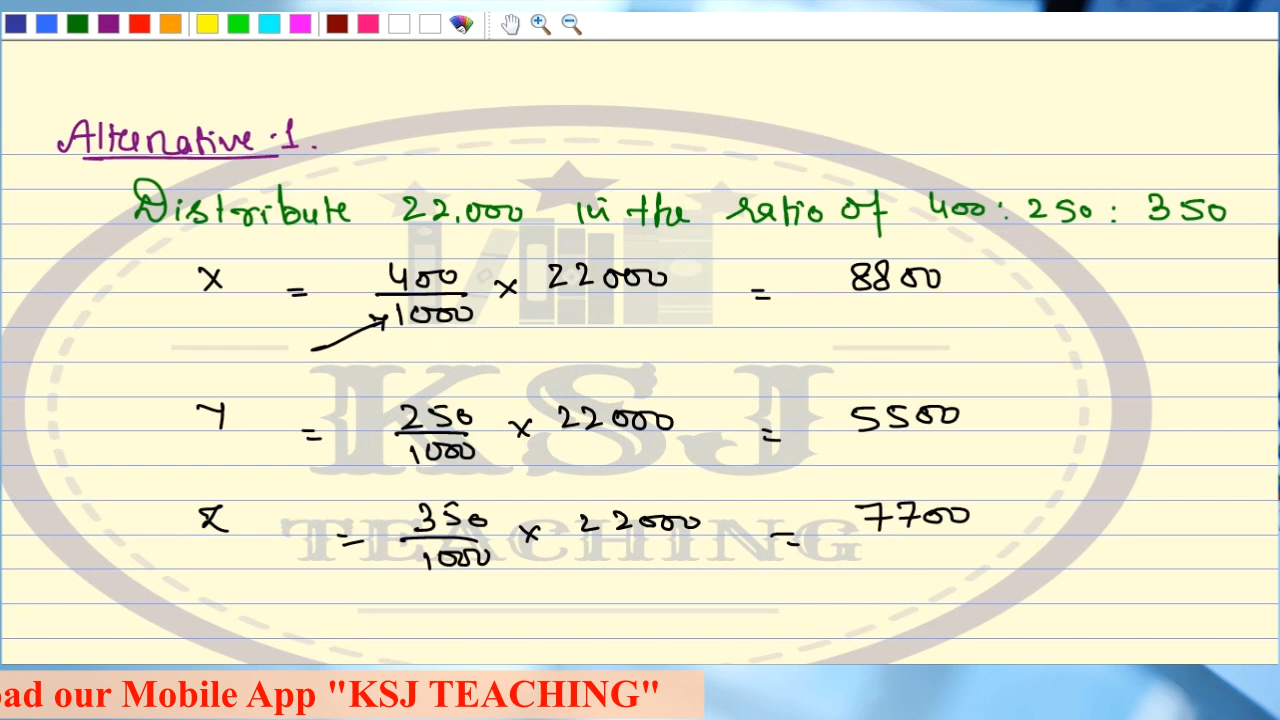 Alternative-1.
Distribute 22,000 in the ratio of 400: 250: 350
X = 400/1000 × 22000 = 8800
Y = 250/1000 × 22000 = 5500
Z = 350/1000 × 22000 = 7700
KSJ
TEACHING
oad our Mobile App "KSJ TEACHING"